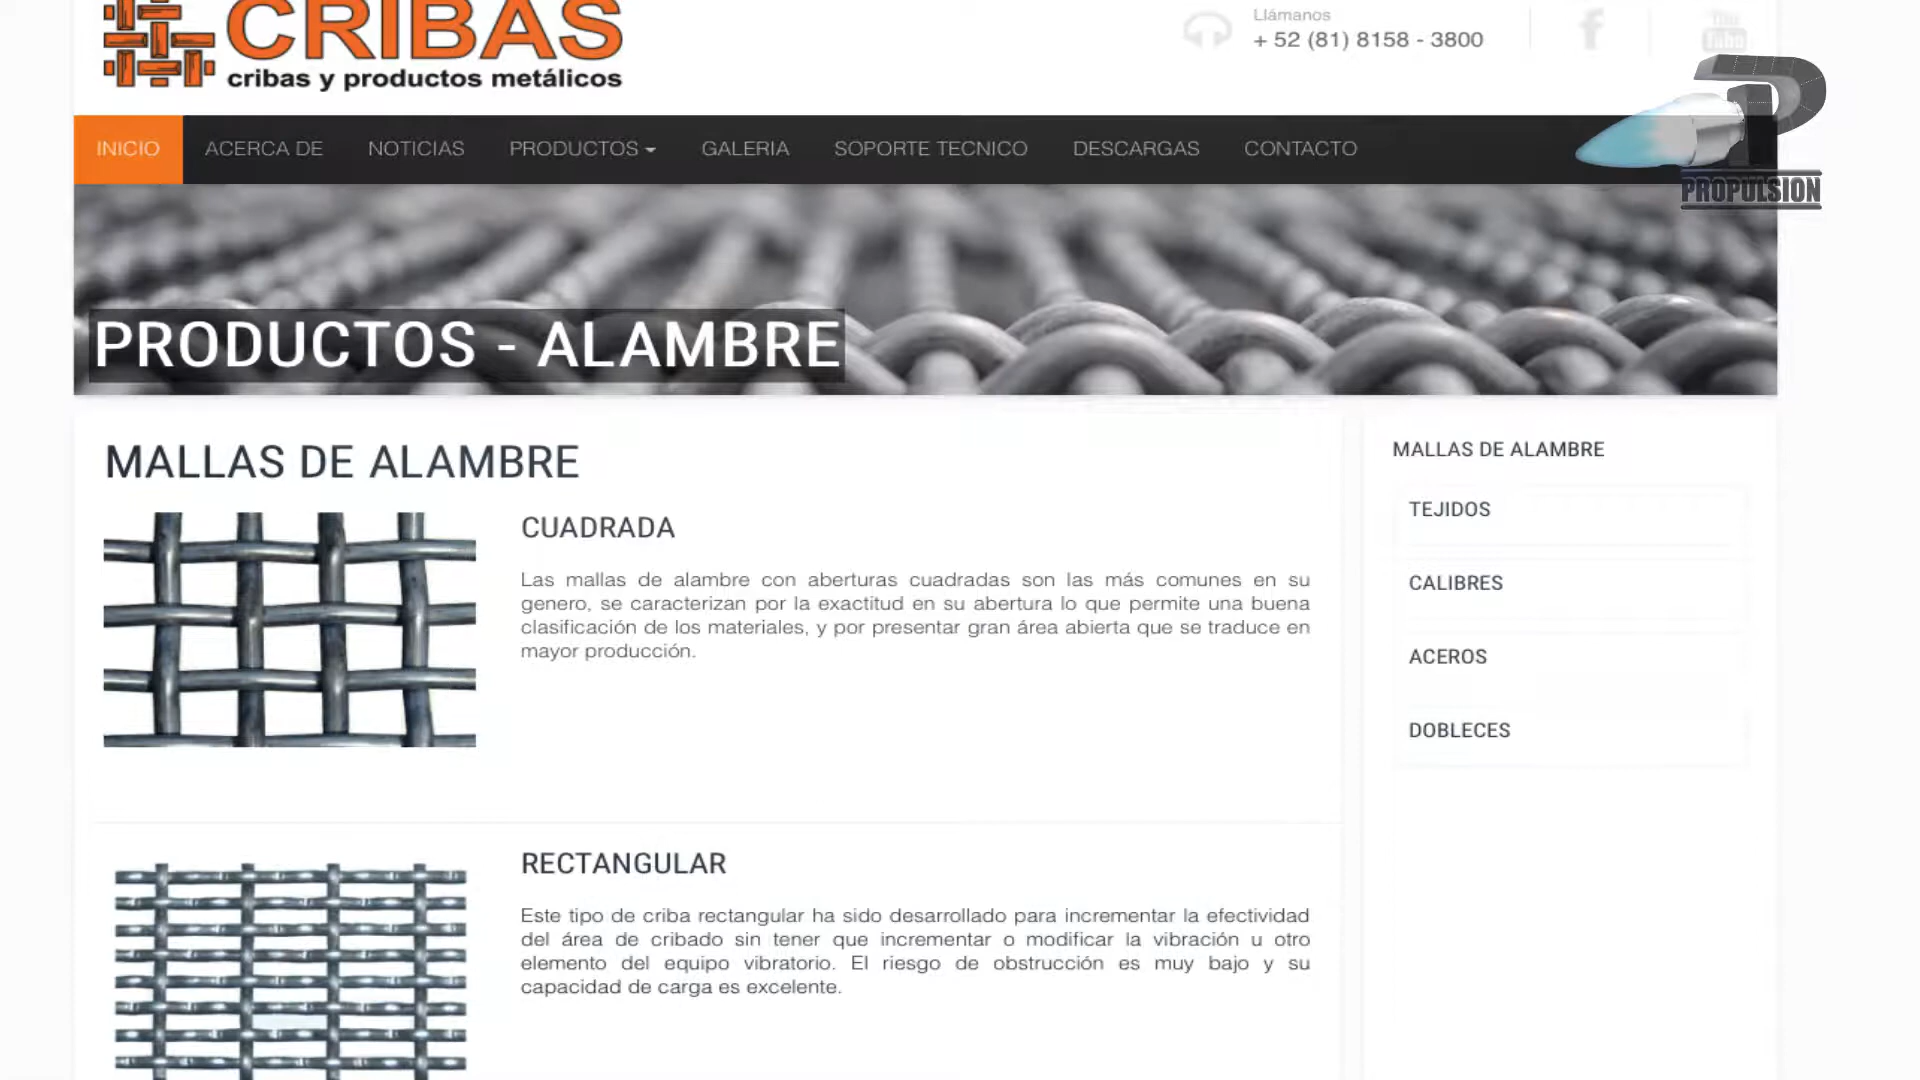 CRIBAS
cribas y productos metálicos
Llámanos
+ 52 (81) 8158 - 3800
You
Tube
PROPULSION
INICIO
ACERCA DE
NOTICIAS
PRODUCTOS
GALERIA
SOPORTE TECNICO
DESCARGAS
CONTACTO
PRODUCTOS - ALAMBRE
MALLAS DE ALAMBRE
CUADRADA
Las mallas de alambre con aberturas cuadradas son las más comunes en su
genero, se caracterizan por la exactitud en su abertura lo que permite una buena
clasificación de los materiales, y por presentar gran área abierta que se traduce en
mayor producción.
RECTANGULAR
Este tipo de criba rectangular ha sido desarrollado para incrementar la efectividad
del área de cribado sin tener que incrementar o modificar la vibración u otro
elemento del equipo vibratorio. El riesgo de obstrucción es muy bajo y su
capacidad de carga es excelente.
MALLAS DE ALAMBRE
TEJIDOS
CALIBRES
ACEROS
DOBLECES